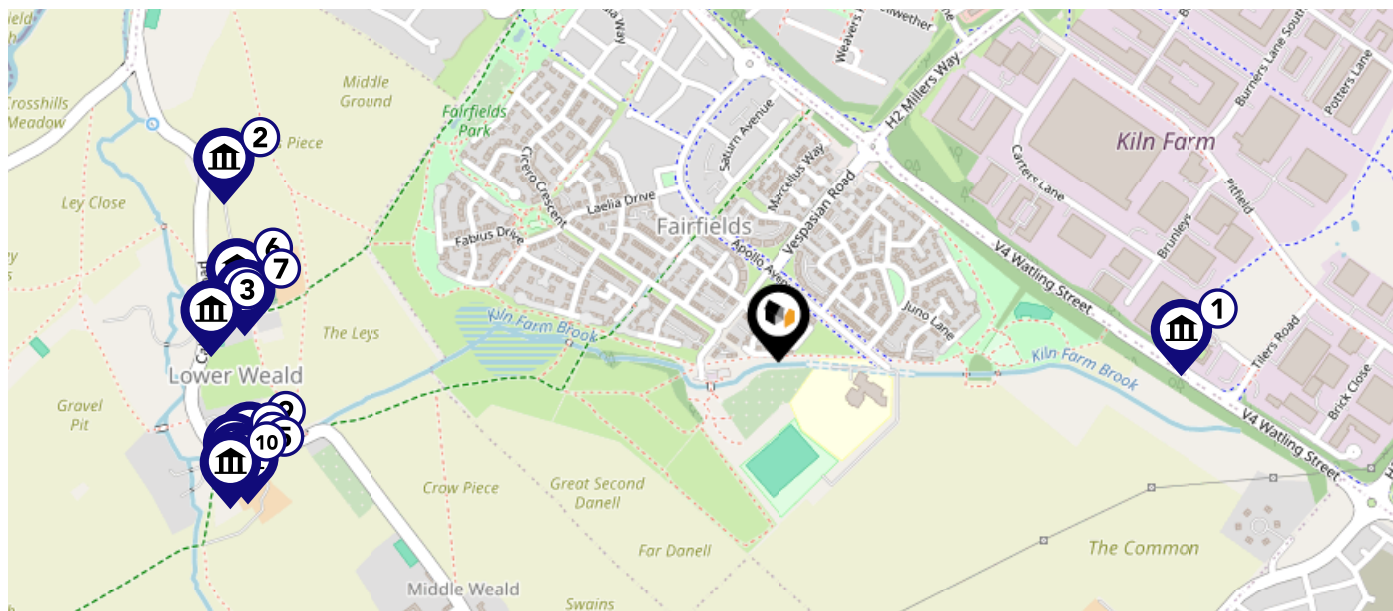 Middle
Ground
Crosshills
Meadow
Fairfields
Park
Weavers
H2 Millers Way
Saturn Avenue
Burners Lane South
Potters Lane
Kiln Farm
Carters Lane
Pitfield
Brunleys
2
Piece
Ley Close
Cicero Crescent
Laelia Drive
Marcellus Way
Vespasian Road
Fairfields
Fabius Drive
V4 Watling Street
6
7
3
Kiln Farm Brook
Juno Lane
1
The Leys
Kiln Farm Brook
Tilers Road
Brick Close
Lower Weald
Gravel
Pit
9
5
10
V4 Watling Street
Crow Piece
Great Second
Danell
Far Danell
The Common
Middle Weald
Swains